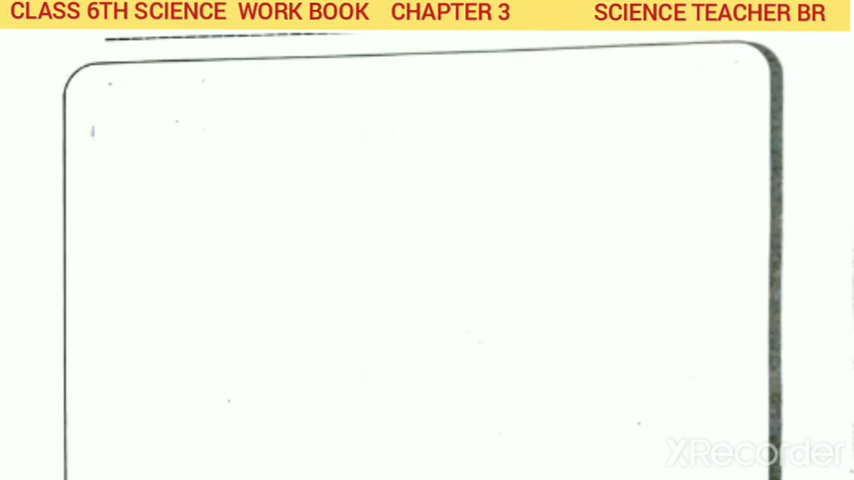 CLASS 6TH SCIENCE WORK BOOK CHAPTER 3 SCIENCE TEACHER BR
XRecorder